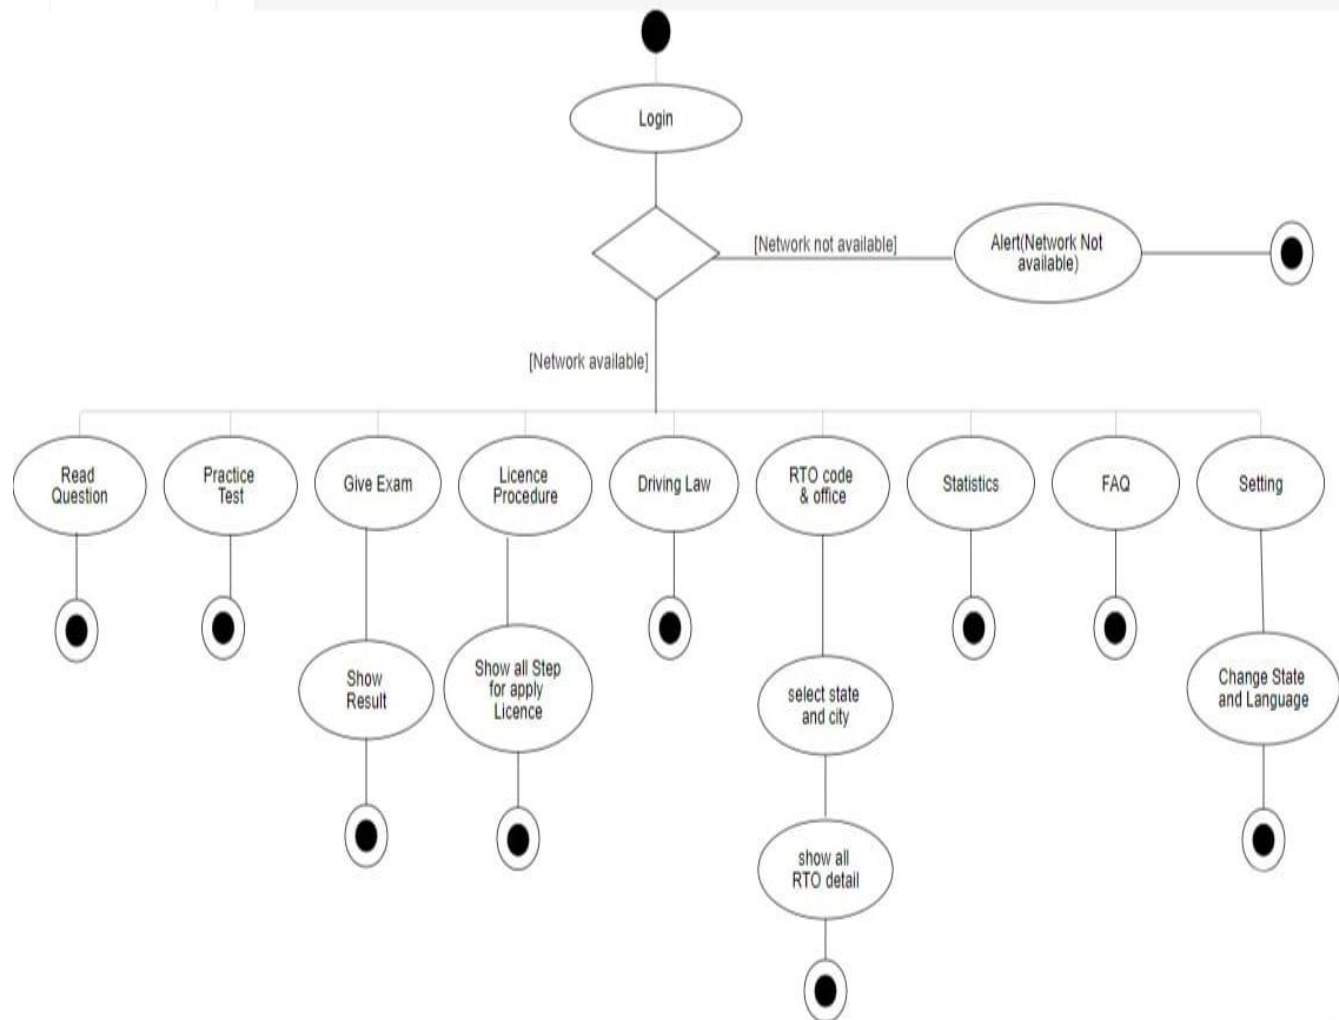 Login
[Network not available]
Alert(Network Not
available)
[Network available]
Read
Question
Practice
Test
Give Exam
Licence
Procedure
Driving Law
RTO code
& office
Statistics
FAQ
Setting
Show
Result
Show all Step
for apply
Licence
select state
and city
Change State
and Language
show all
RTO detail